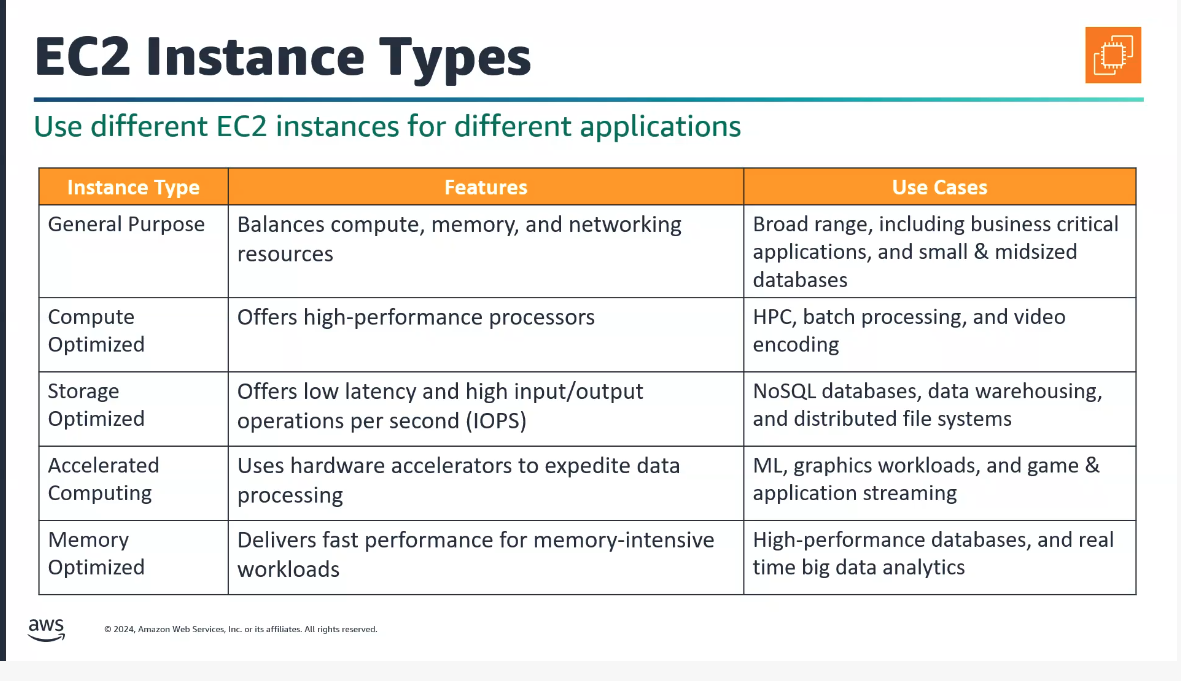 EC2 Instance Types
Use different EC2 instances for different applications
Instance Type
Features
Use Cases
General Purpose
Balances compute, memory, and networking
resources
Broad range, including business critical
applications, and small & midsized
databases
Compute
Optimized
Offers high-performance processors
HPC, batch processing, and video
encoding
Storage
Optimized
Offers low latency and high input/output
operations per second (IOPS)
NoSQL databases, data warehousing,
and distributed file systems
Accelerated
Computing
Uses hardware accelerators to expedite data
processing
ML, graphics workloads, and game &
application streaming
Memory
Optimized
Delivers fast performance for memory-intensive
workloads
High-performance databases, and real
time big data analytics
aws
© 2024, Amazon Web Services, Inc. or its affiliates. All rights reserved.